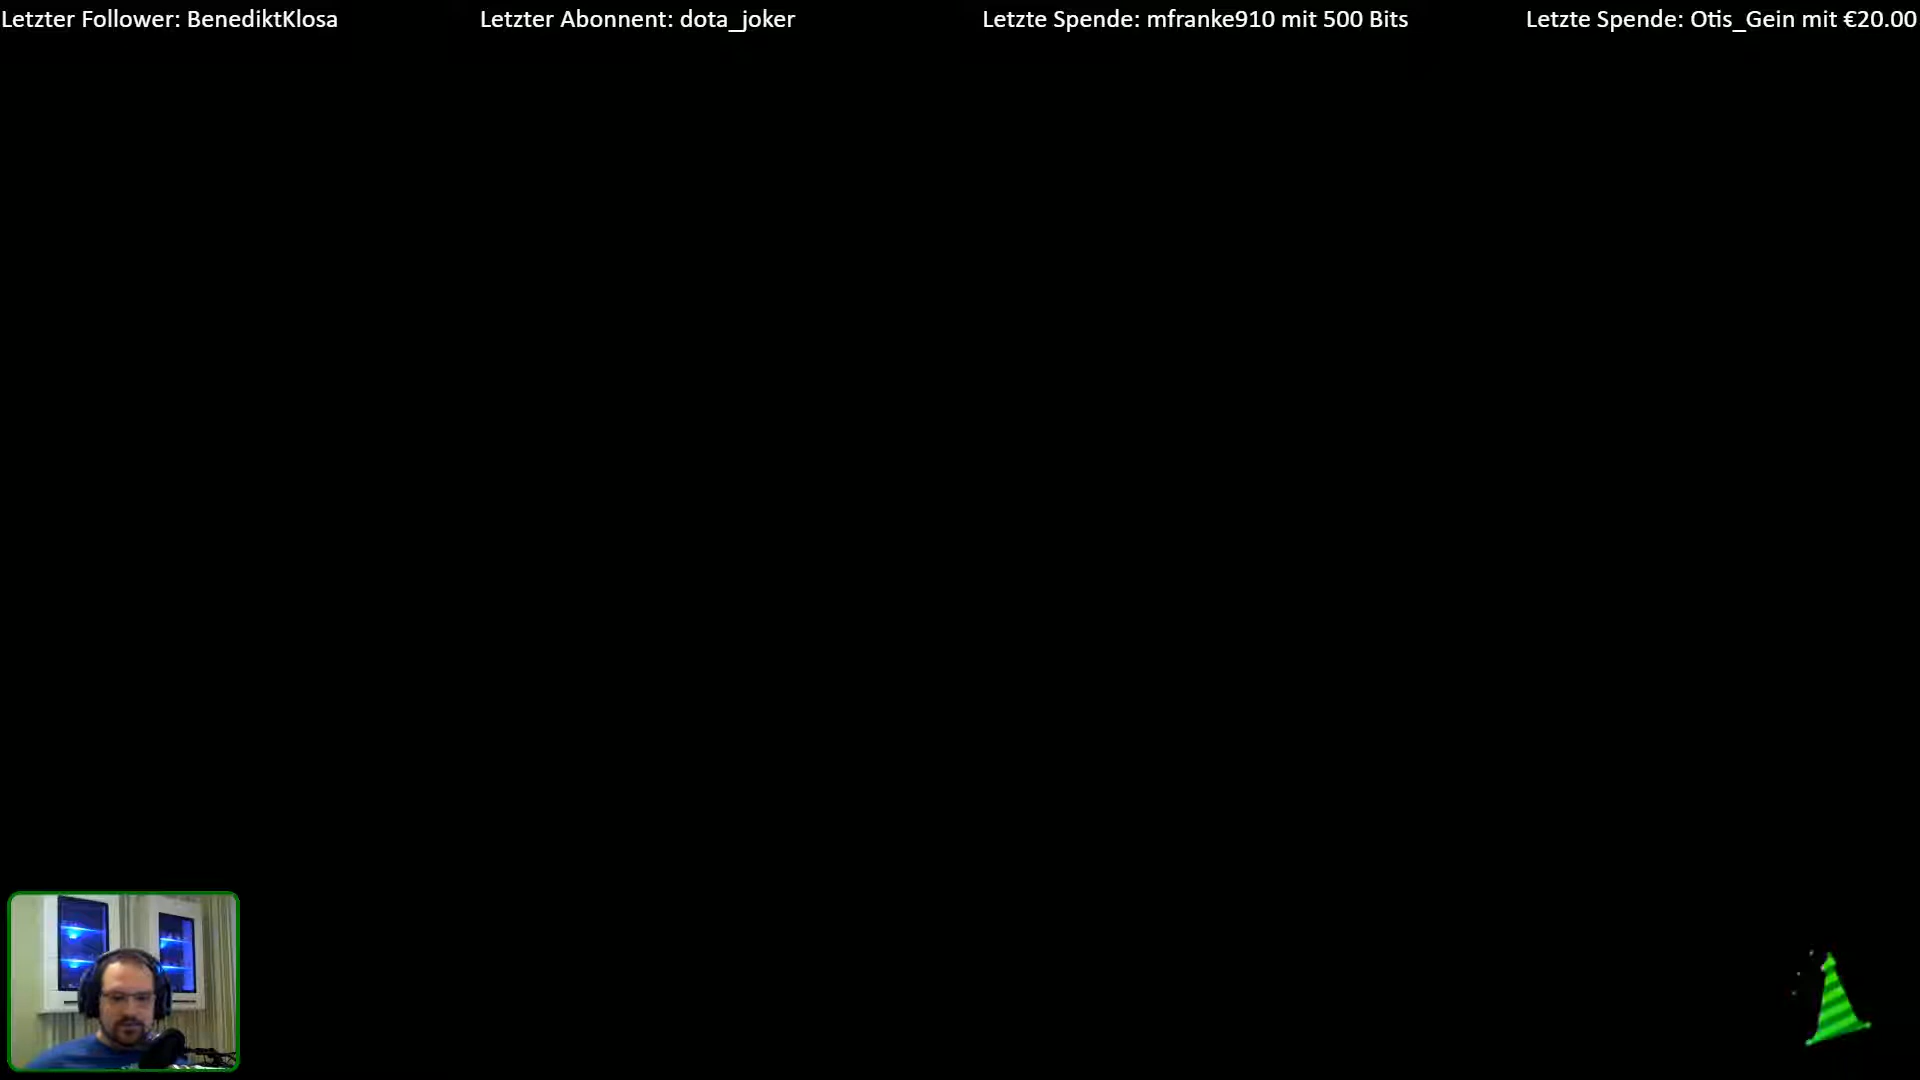 Letzter Follower: BenediktKlosa
Letzter Abonnent: dota_joker
Letzte Spende: mfranke910 mit 500 Bits
Letzte Spende: Otis_Gein mit €20.00